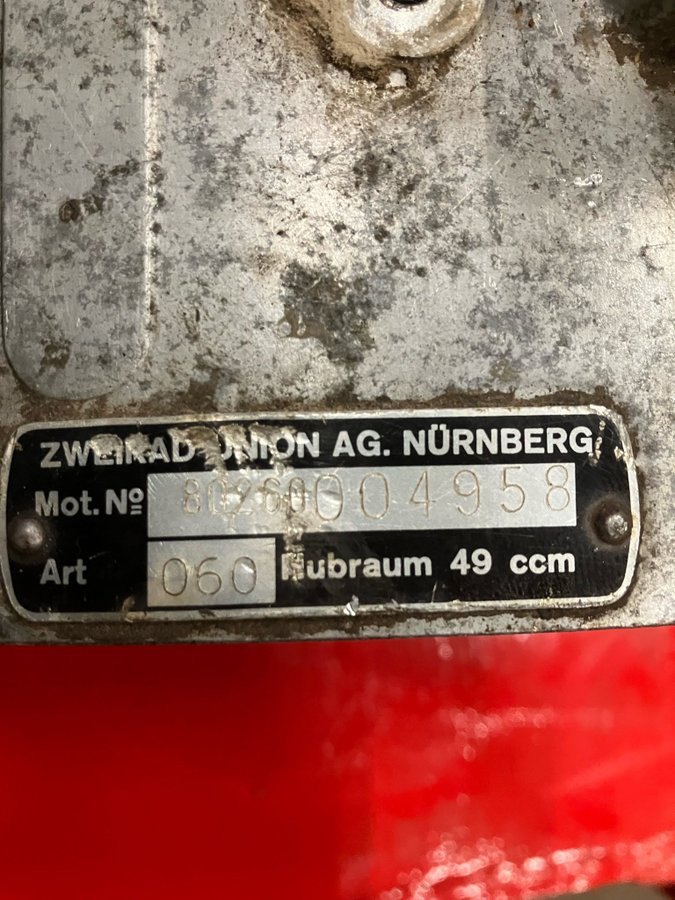 ZWEIRAD UNION AG. NÜRNBERG
Mot. Nº 80260004958
Art 060 Hubraum 49 ccm